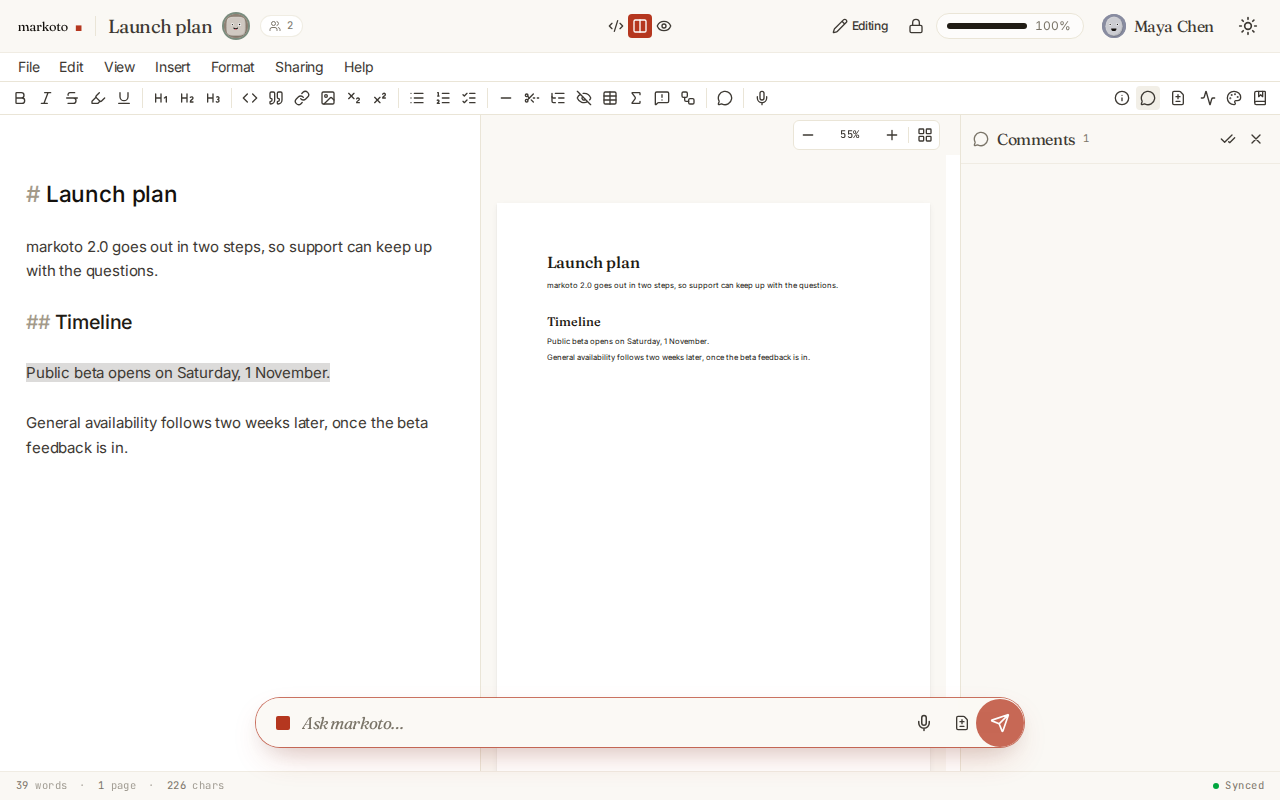 markoto
Launch plan
2
Editing
100%
Maya Chen
File Edit View Insert Format Sharing Help
H1 H2 H3
55%
Comments 1
# Launch plan
markoto 2.0 goes out in two steps, so support can keep up
with the questions.
## Timeline
Public beta opens on Saturday, 1 November.
General availability follows two weeks later, once the beta
feedback is in.
Launch plan
markoto 2.0 goes out in two steps, so support can keep up with the questions.
Timeline
Public beta opens on Saturday, 1 November.
General availability follows two weeks later, once the beta feedback is in.
Ask markoto...
39 words · 1 page · 226 chars
Synced